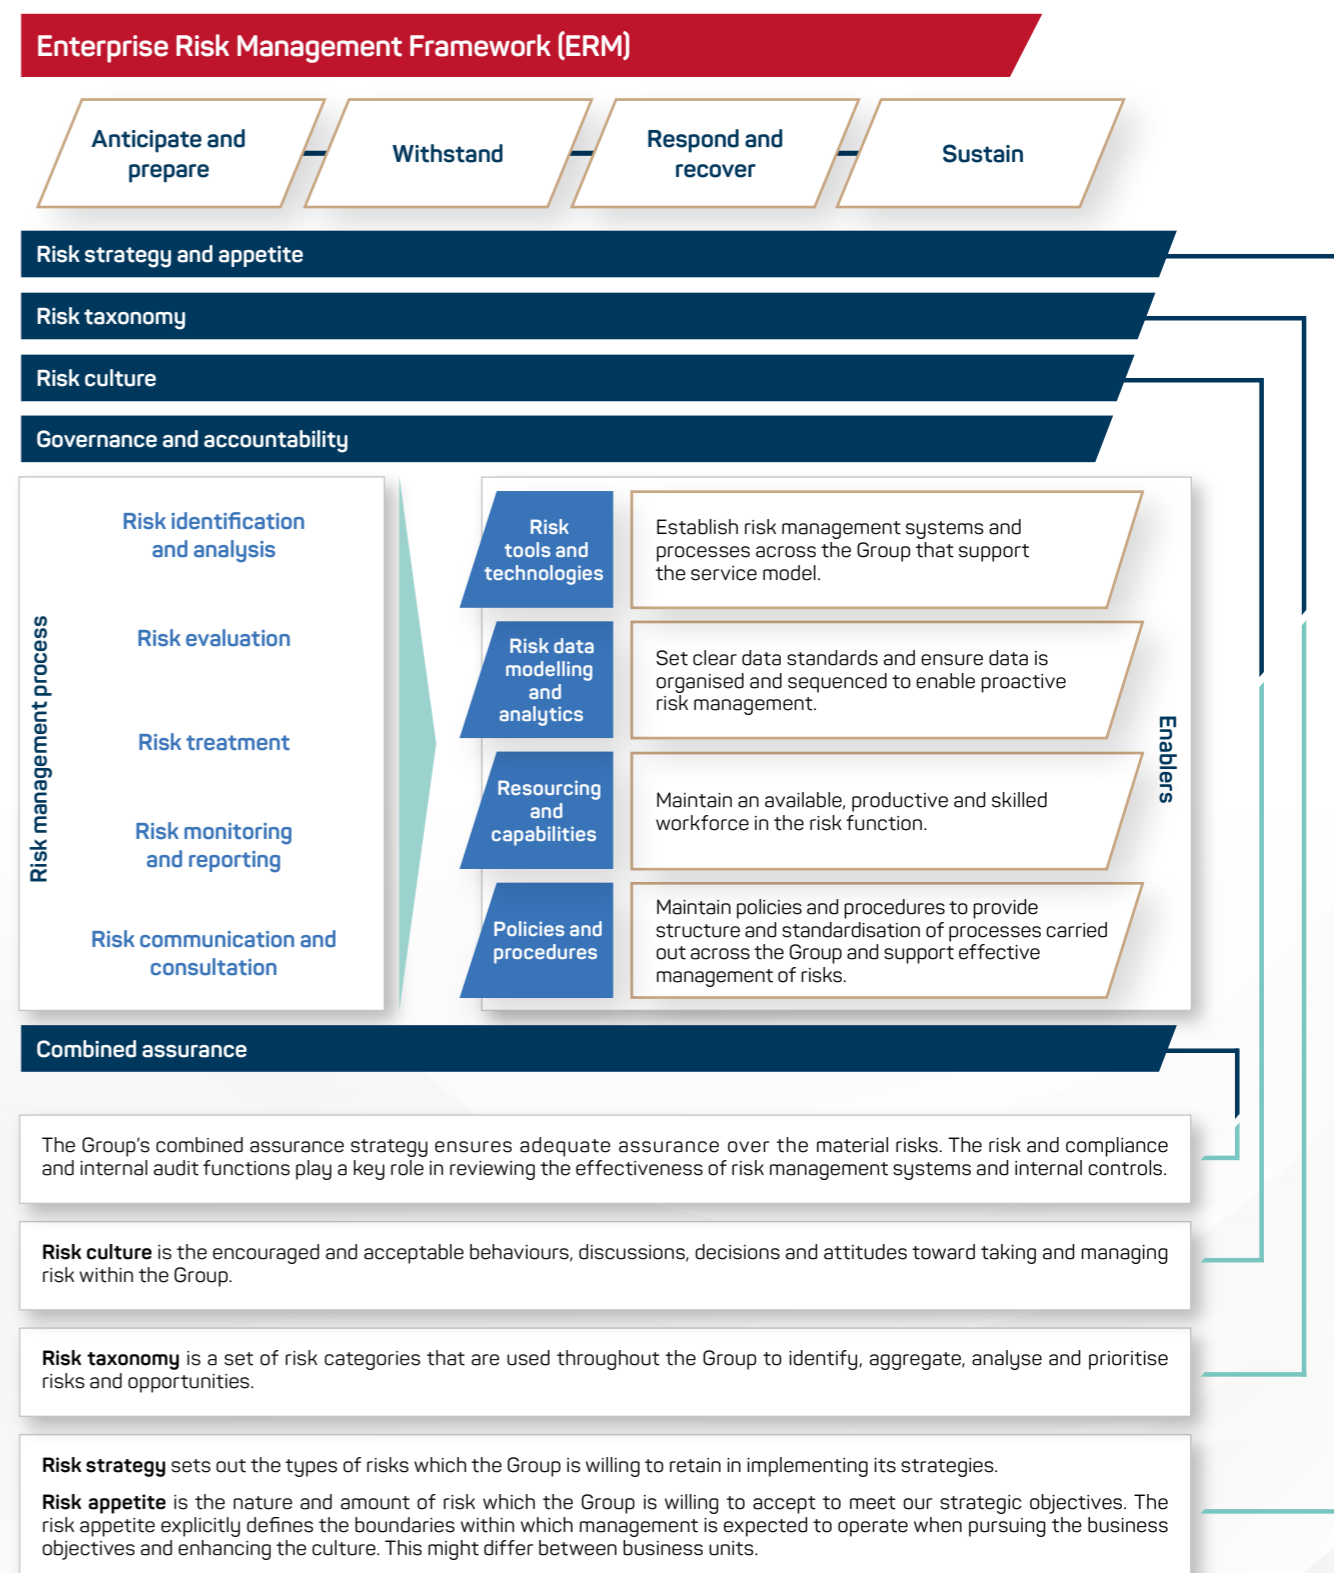 Enterprise Risk Management Framework (ERM)
Anticipate and
prepare
Withstand
Respond and
recover
Sustain
Risk strategy and appetite
Risk taxonomy
Risk culture
Governance and accountability
Risk management process
Risk identification
and analysis
Risk evaluation
Risk treatment
Risk monitoring
and reporting
Risk communication and
consultation
Risk
tools and
technologies
Establish risk management systems and
processes across the Group that support
the service model.
Risk data
modelling
and
analytics
Set clear data standards and ensure data is
organised and sequenced to enable proactive
risk management.
Resourcing
and
capabilities
Maintain an available, productive and skilled
workforce in the risk function.
Policies and
procedures
Maintain policies and procedures to provide
structure and standardisation of processes carried
out across the Group and support effective
management of risks.
Enablers
Combined assurance
The Group's combined assurance strategy ensures adequate assurance over the material risks. The risk and compliance
and internal audit functions play a key role in reviewing the effectiveness of risk management systems and internal controls.
Risk culture is the encouraged and acceptable behaviours, discussions, decisions and attitudes toward taking and managing
risk within the Group.
Risk taxonomy is a set of risk categories that are used throughout the Group to identify, aggregate, analyse and prioritise
risks and opportunities.
Risk strategy sets out the types of risks which the Group is willing to retain in implementing its strategies.
Risk appetite is the nature and amount of risk which the Group is willing to accept to meet our strategic objectives. The
risk appetite explicitly defines the boundaries within which management is expected to operate when pursuing the business
objectives and enhancing the culture. This might differ between business units.